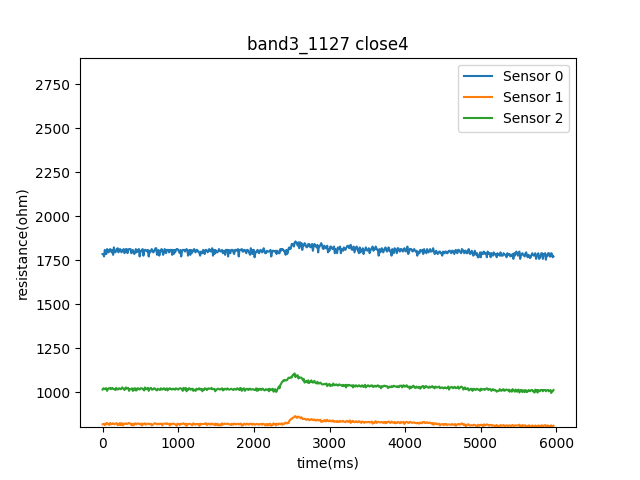 band3_1127 close4
Sensor 0
Sensor 1
Sensor 2
resistance(ohm)
2750
2500
2250
2000
1750
1500
1250
1000
0 1000 2000 3000 4000 5000 6000
time(ms)